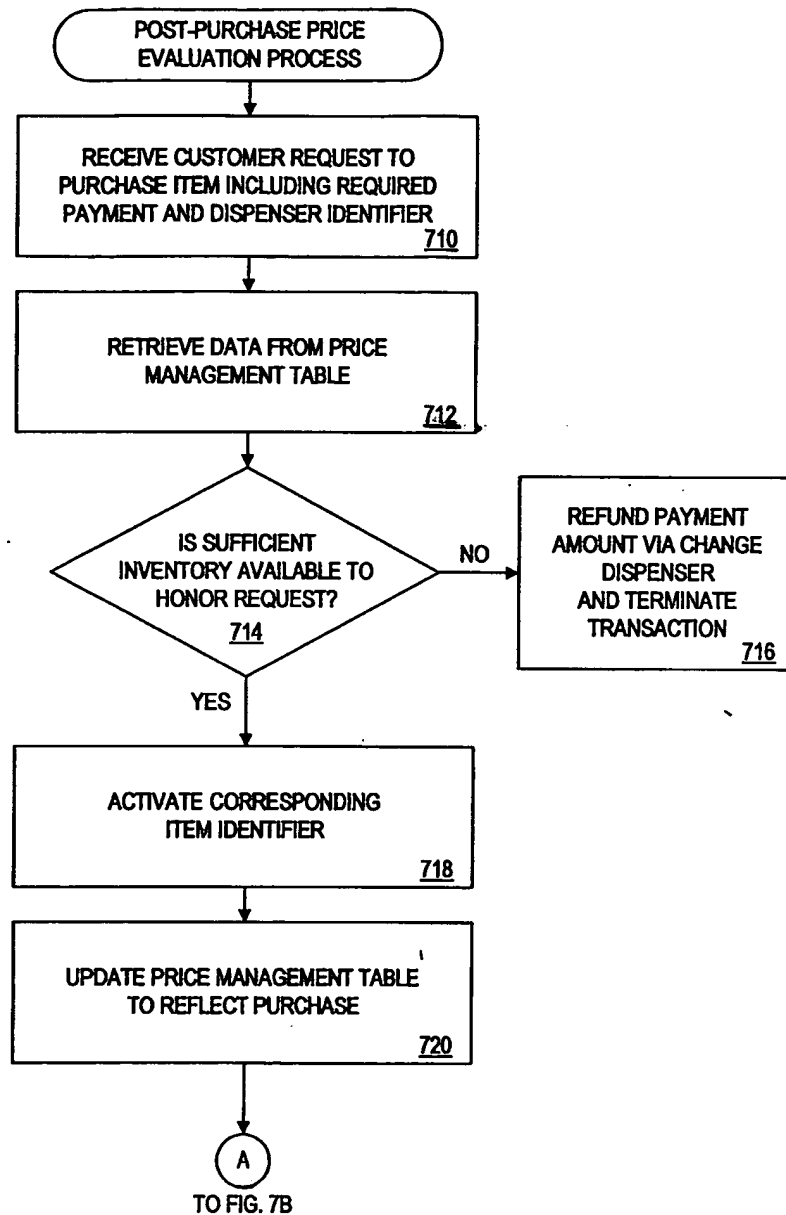 POST-PURCHASE PRICE
EVALUATION PROCESS
RECEIVE CUSTOMER REQUEST TO
PURCHASE ITEM INCLUDING REQUIRED
PAYMENT AND DISPENSER IDENTIFIER
710
RETRIEVE DATA FROM PRICE
MANAGEMENT TABLE
712
IS SUFFICIENT
INVENTORY AVAILABLE TO
HONOR REQUEST?
714
NO
REFUND PAYMENT
AMOUNT VIA CHANGE
DISPENSER
AND TERMINATE
TRANSACTION
716
YES
ACTIVATE CORRESPONDING
ITEM IDENTIFIER
718
UPDATE PRICE MANAGEMENT TABLE
TO REFLECT PURCHASE
720
A
TO FIG. 7B